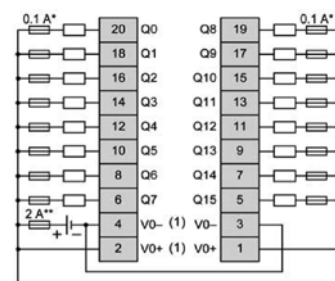 0.1 A* 20 Q0 Q8 19 0.1 A*
18 Q1 Q9 17
16 Q2 Q10 15
14 Q3 Q11 13
12 Q4 Q12 11
10 Q5 Q13 9
8 Q6 Q14 7
6 Q7 Q15 5
2 A** + − 4 V0− (1) V0− 3
2 V0+ (1) V0+ 1